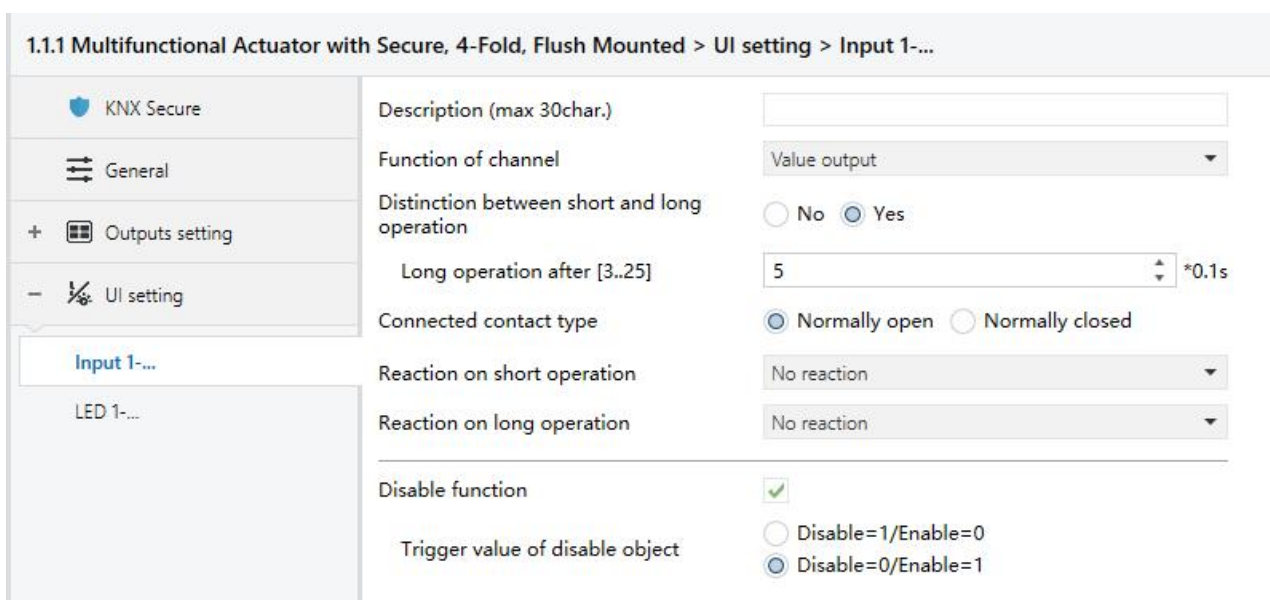 1.1.1 Multifunctional Actuator with Secure, 4-Fold, Flush Mounted > UI setting > Input 1-...
KNX Secure
General
+ Outputs setting
− UI setting
Input 1-...
LED 1-...
Description (max 30char.)
Function of channel Value output
Distinction between short and long
operation
No Yes
Long operation after [3..25] 5 *0.1s
Connected contact type Normally open Normally closed
Reaction on short operation No reaction
Reaction on long operation No reaction
Disable function
Trigger value of disable object
Disable=1/Enable=0
Disable=0/Enable=1